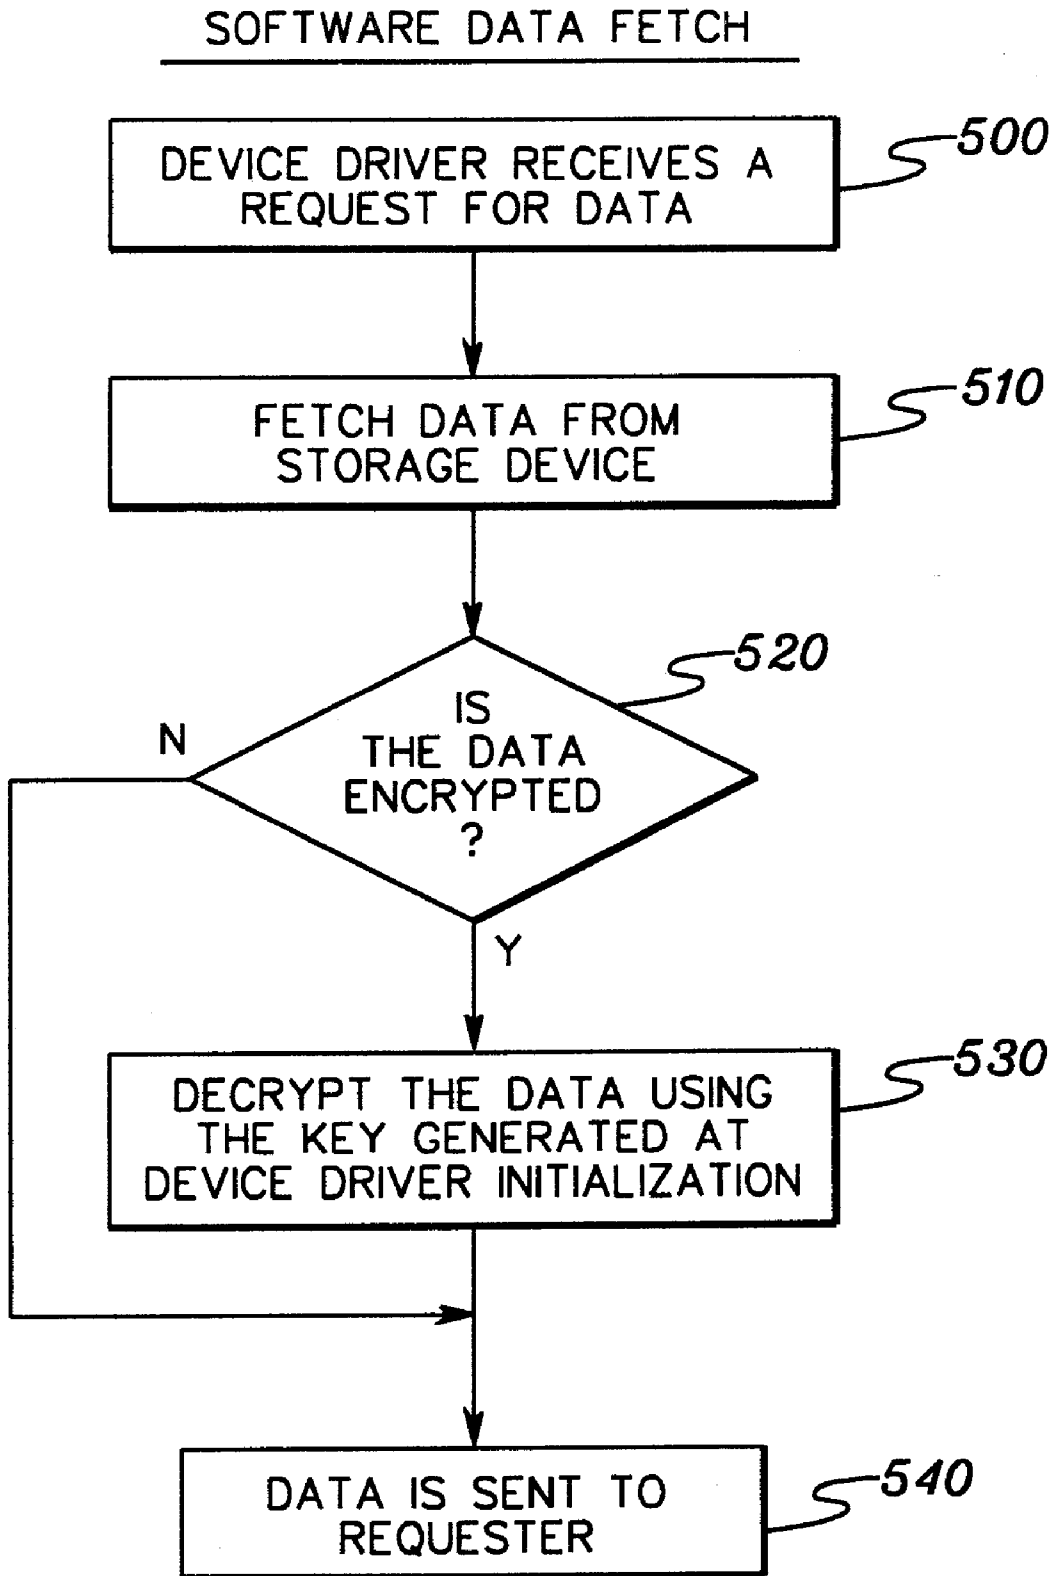 SOFTWARE DATA FETCH
500
DEVICE DRIVER RECEIVES A
REQUEST FOR DATA
510
FETCH DATA FROM
STORAGE DEVICE
520
IS
THE DATA
ENCRYPTED
?
N
Y
530
DECRYPT THE DATA USING
THE KEY GENERATED AT
DEVICE DRIVER INITIALIZATION
540
DATA IS SENT TO
REQUESTER